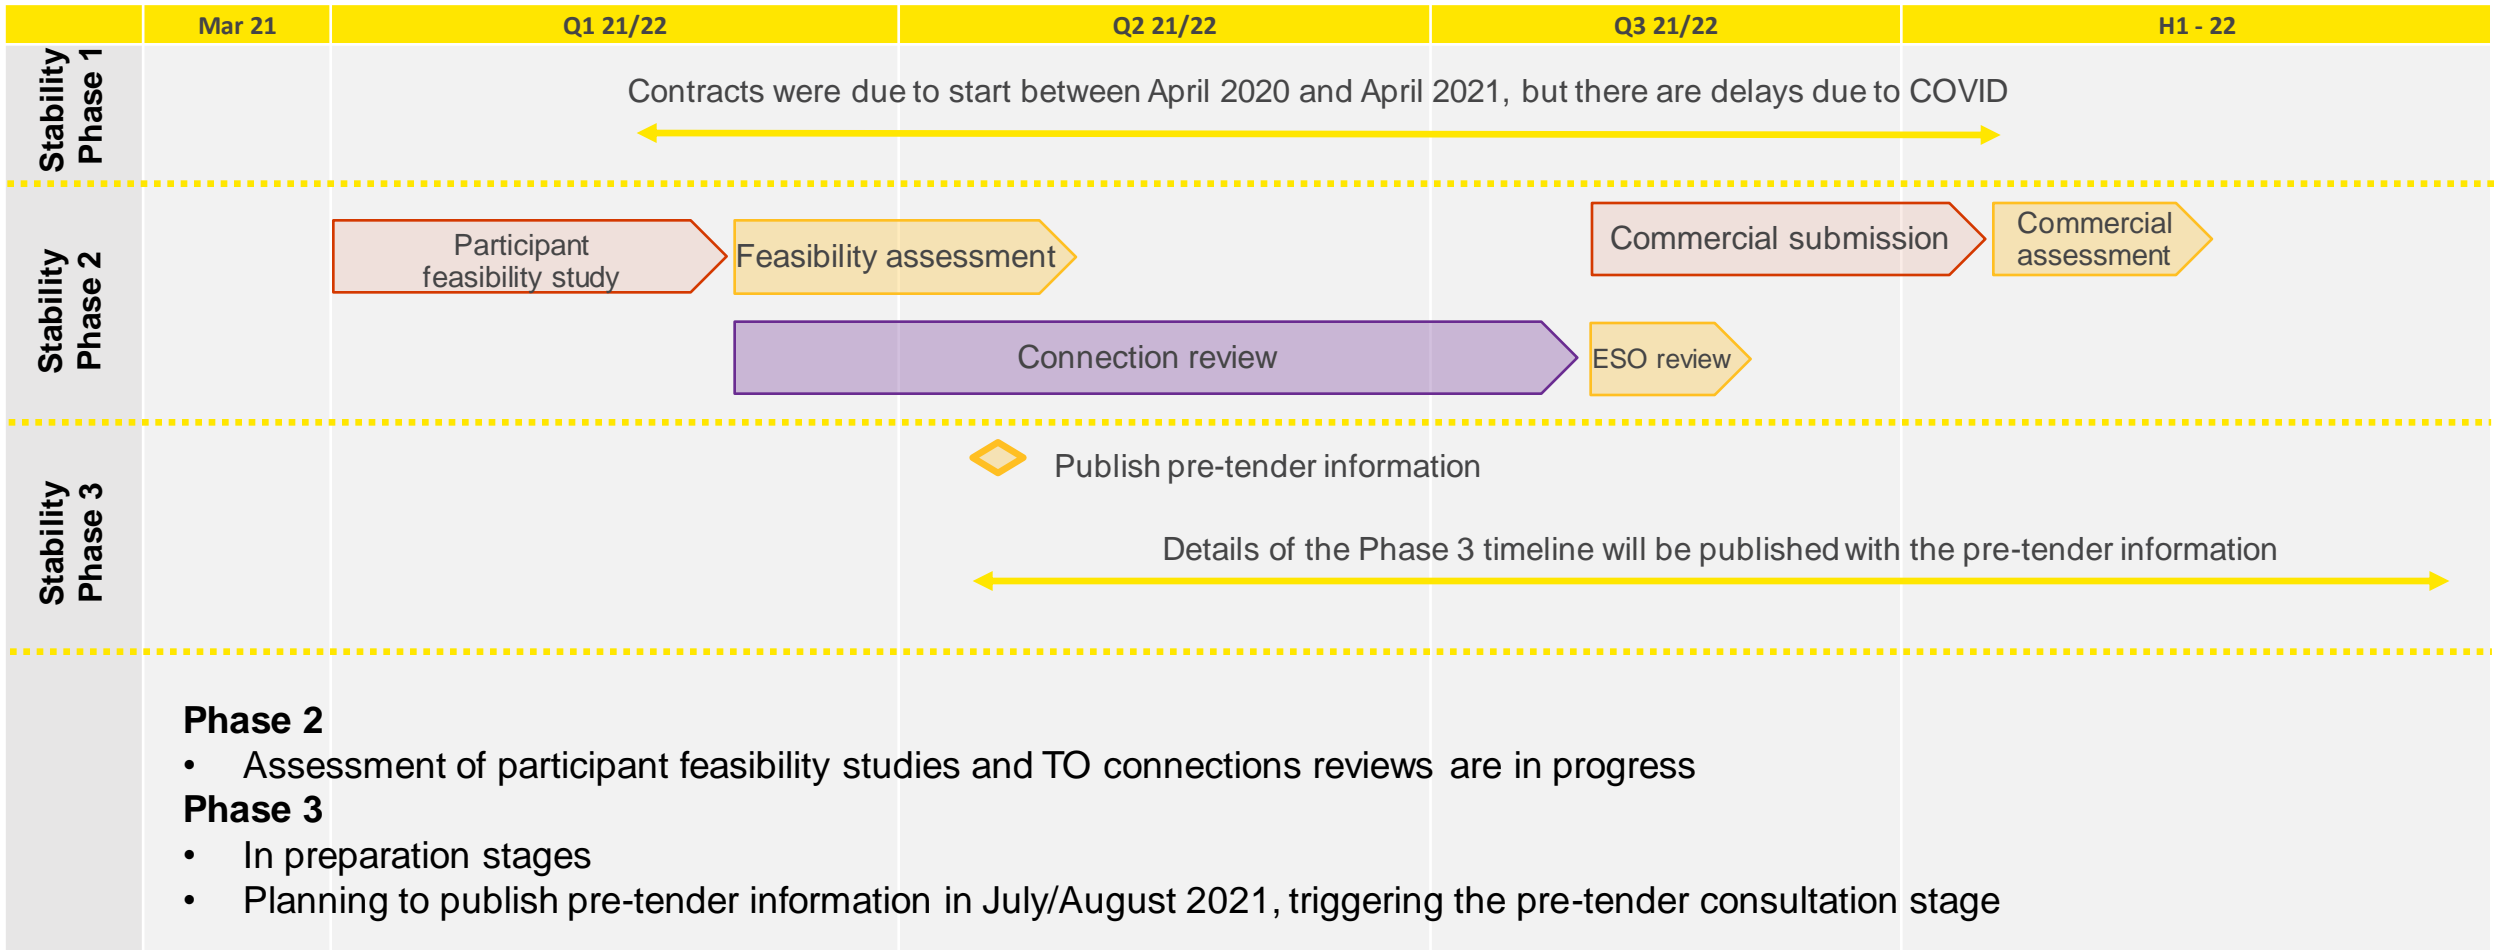 Mar 21
Q1 21/22
Q2 21/22
Q3 21/22
H1 - 22
Stability
Phase 1
Contracts were due to start between April 2020 and April 2021, but there are delays due to COVID
Stability
Phase 2
Participant
feasibility study
Feasibility assessment
Commercial submission
Commercial
assessment
Connection review
ESO review
Stability
Phase 3
Publish pre-tender information
Details of the Phase 3 timeline will be published with the pre-tender information
Phase 2
• Assessment of participant feasibility studies and TO connections reviews are in progress
Phase 3
• In preparation stages
• Planning to publish pre-tender information in July/August 2021, triggering the pre-tender consultation stage